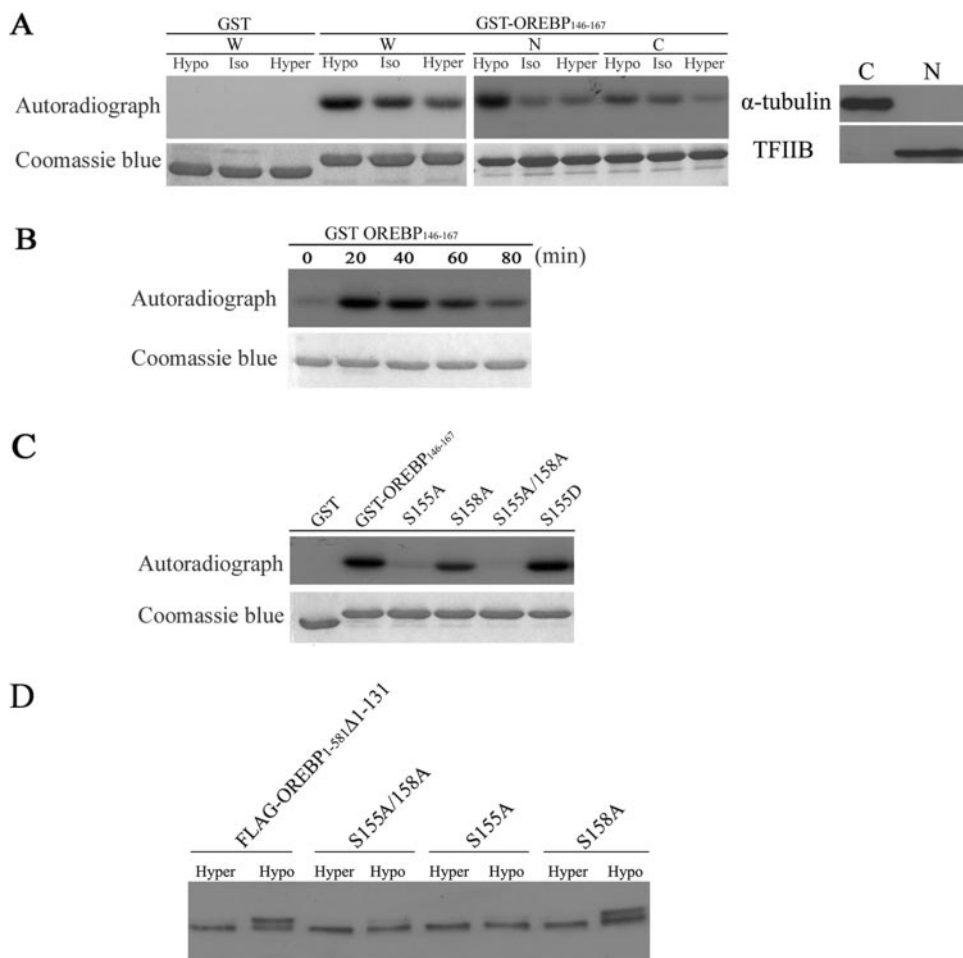 A
GST
GST-OREBP146-167
W
W
N
C
Hypo Iso Hyper
Hypo Iso Hyper
Hypo Iso Hyper
Hypo Iso Hyper
Autoradiograph
Coomassie blue
C N
α-tubulin
TFIIB
B
GST OREBP146-167
0 20 40 60 80 (min)
Autoradiograph
Coomassie blue
C
GST
GST-OREBP146-167
S155A
S158A
S155A/158A
S155D
Autoradiograph
Coomassie blue
D
FLAG-OREBP1-581Δ1-131
S155A/158A
S155A
S158A
Hyper Hypo
Hyper Hypo
Hyper Hypo
Hyper Hypo